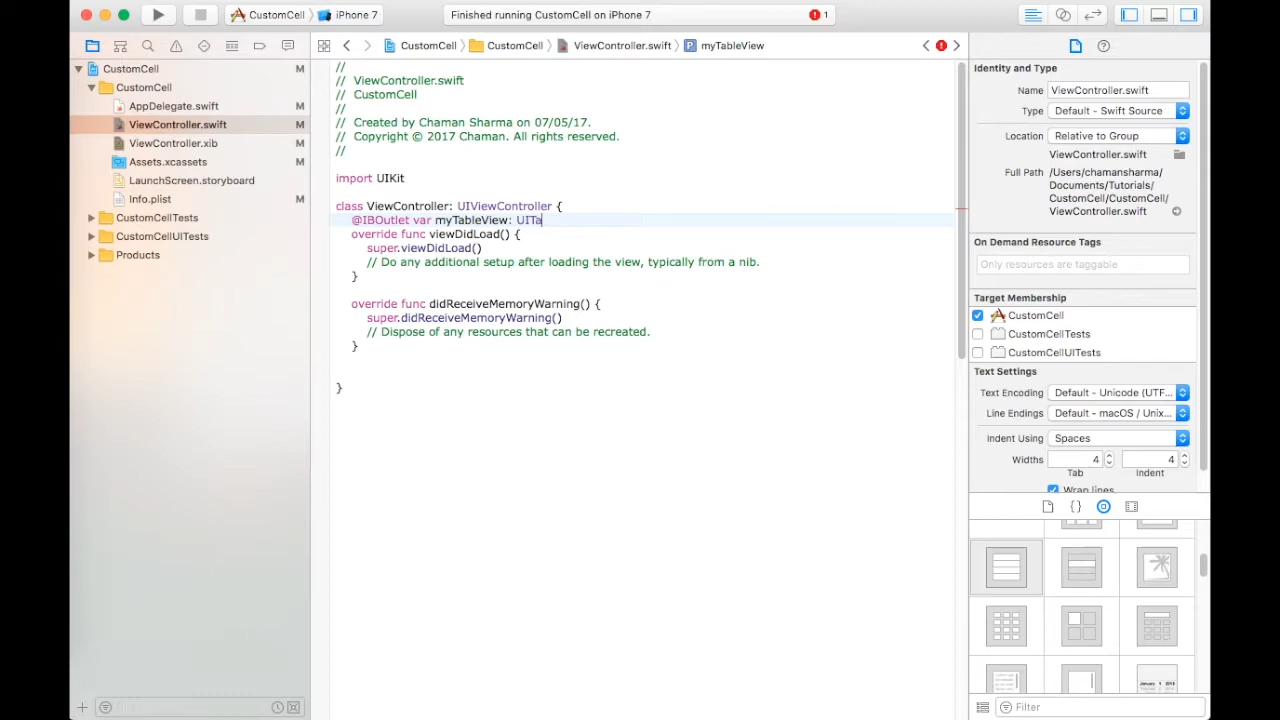 CustomCell
iPhone 7
Finished running CustomCell on iPhone 7
1
CustomCell
CustomCell
ViewController.swift
P
myTableView
CustomCell
M
CustomCell
AppDelegate.swift
M
ViewController.swift
M
ViewController.xib
M
Assets.xcassets
M
LaunchScreen.storyboard
Info.plist
M
CustomCellTests
CustomCellUITests
Products
//
// ViewController.swift
// CustomCell
//
// Created by Chaman Sharma on 07/05/17.
// Copyright © 2017 Chaman. All rights reserved.
//
import UIKit
class ViewController: UIViewController {
@IBOutlet var myTableView: UITa
override func viewDidLoad() {
super.viewDidLoad()
// Do any additional setup after loading the view, typically from a nib.
}
override func didReceiveMemoryWarning() {
super.didReceiveMemoryWarning()
// Dispose of any resources that can be recreated.
}
}
Identity and Type
Name
ViewController.swift
Type
Default - Swift Source
Location
Relative to Group
ViewController.swift
Full Path
/Users/chamansharma/
Documents/Tutorials/
CustomCell/CustomCell/
ViewController.swift
On Demand Resource Tags
Only resources are taggable
Target Membership
CustomCell
CustomCellTests
CustomCellUITests
Text Settings
Text Encoding
Default - Unicode (UTF...
Line Endings
Default - macOS / Unix...
Indent Using
Spaces
Widths
4
4
Tab
Indent
Wrap lines
{ }
Filter